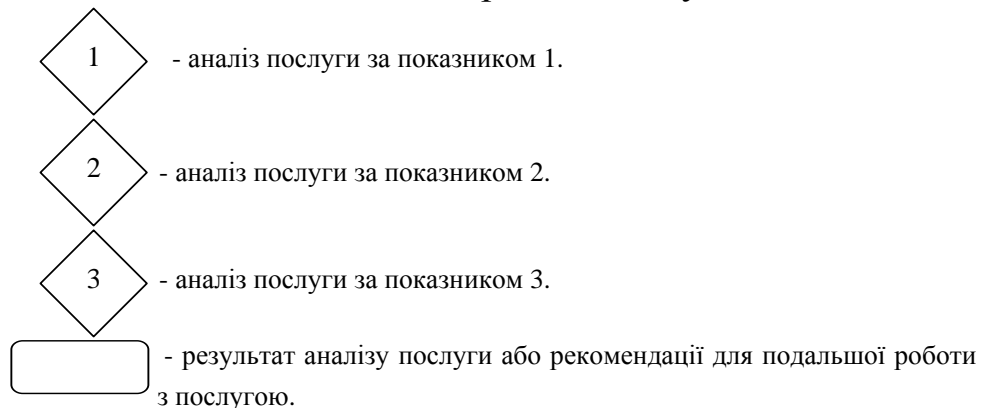 1 - аналіз послуги за показником 1.
2 - аналіз послуги за показником 2.
3 - аналіз послуги за показником 3.
- результат аналізу послуги або рекомендації для подальшої роботи
з послугою.